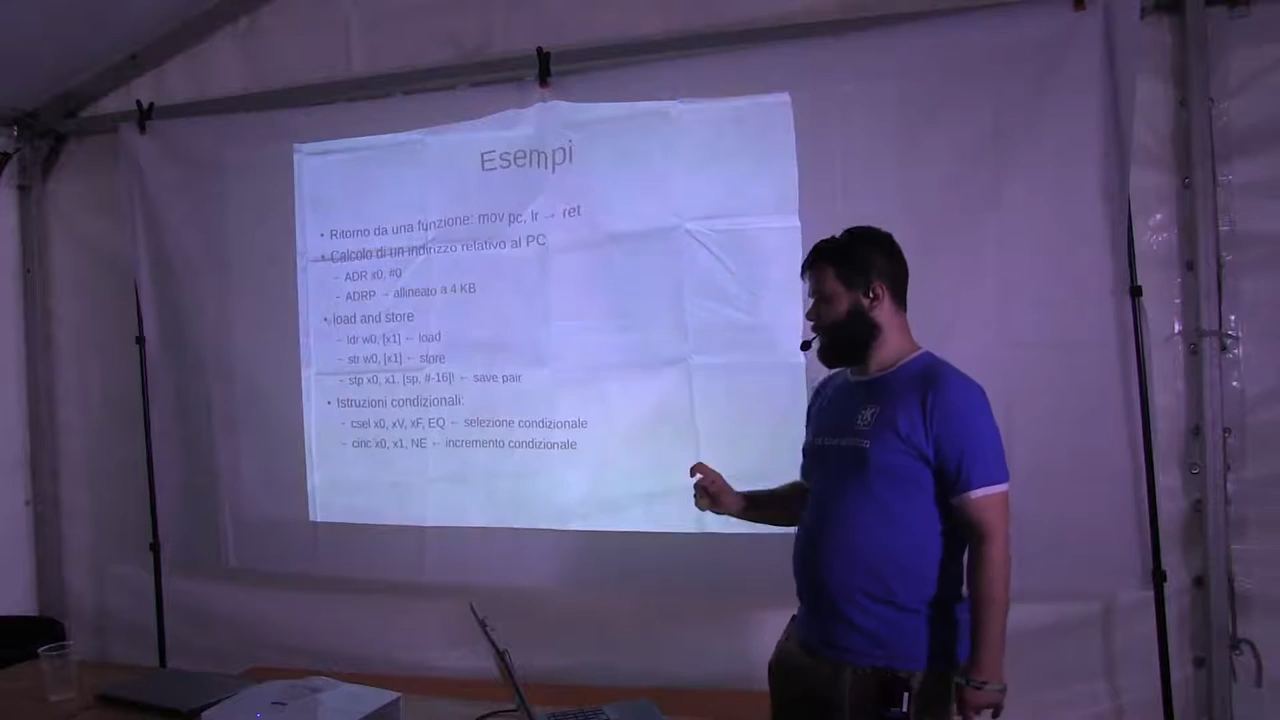 Esempi
• Ritorno da una funzione: mov pc, lr → ret
• Calcolo di un indirizzo relativo al PC
– ADR x0, #0
– ADRP → allineato a 4 KB
• load and store
– ldr w0, [x1] ← load
– str w0, [x1] ← store
– stp x0, x1, [sp, #-16]! ← save pair
• Istruzioni condizionali:
– csel x0, xV, xF, EQ ← selezione condizionale
– cinc x0, x1, NE ← incremento condizionale